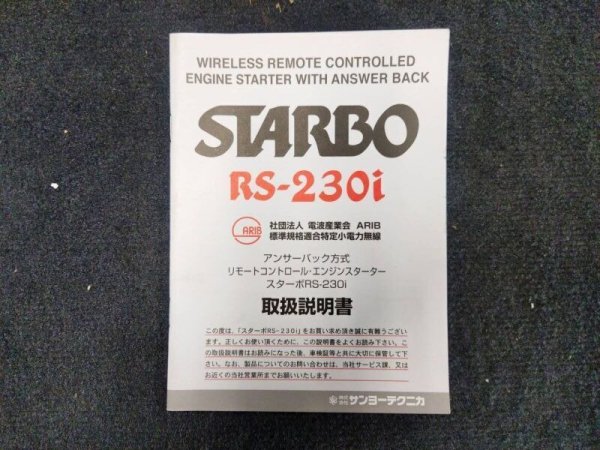 WIRELESS REMOTE CONTROLLED
ENGINE STARTER WITH ANSWER BACK
STARBO
RS-230i
ARIB
社団法人 電波産業会 ARIB
標準規格適合特定小電力無線
アンサーバック方式
リモートコントロール・エンジンスターター
スターボRS-230i
取扱説明書
この度は、「スターボRS-230i」をお買い求め頂き誠に有難うござい
ます。正しくお使い頂くために、この説明書をよくお読み下さい。こ
の取扱説明書はお読みになった後、車検証等と共に大切に保管して下
さい。なお、製品についてのお問い合わせは、当社サービス課、又は
お近くの当社営業所までお願いいたします。
株式会社 サンヨーテクニカ